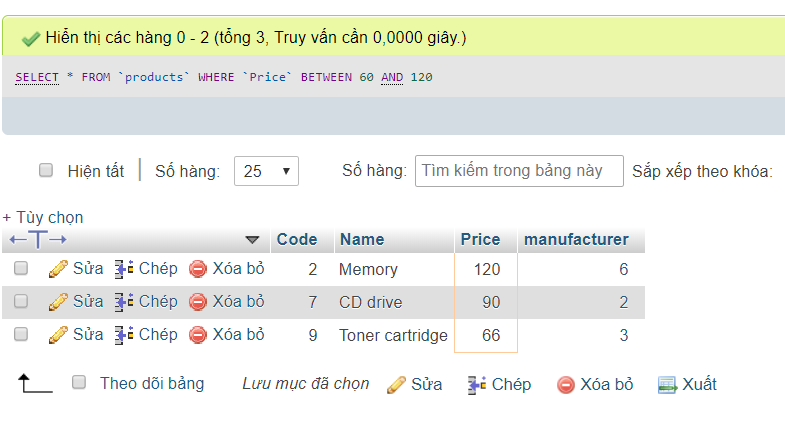 Hiển thị các hàng 0 - 2 (tổng 3, Truy vấn cần 0,0000 giây.)
SELECT * FROM `products` WHERE `Price` BETWEEN 60 AND 120
Hiện tất Số hàng: 25 Số hàng: Tìm kiếm trong bảng này Sắp xếp theo khóa:
+ Tùy chọn
←T→ Code Name Price manufacturer
Sửa Chép Xóa bỏ 2 Memory 120 6
Sửa Chép Xóa bỏ 7 CD drive 90 2
Sửa Chép Xóa bỏ 9 Toner cartridge 66 3
Theo dõi bảng Lưu mục đã chọn Sửa Chép Xóa bỏ Xuất